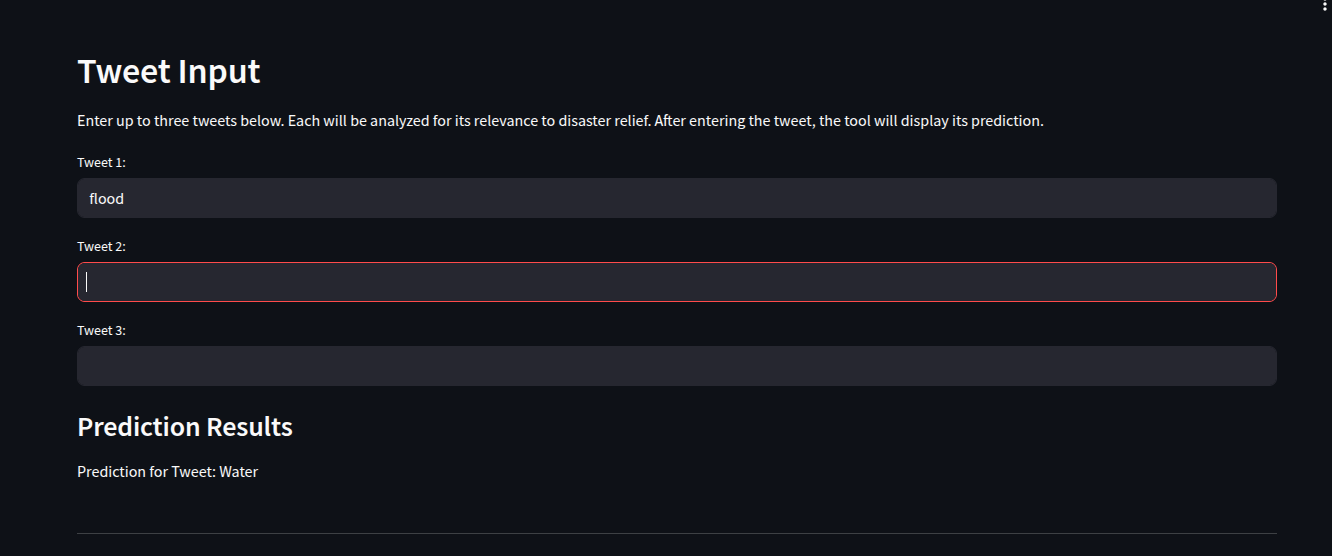 Tweet Input
Enter up to three tweets below. Each will be analyzed for its relevance to disaster relief. After entering the tweet, the tool will display its prediction.
Tweet 1:
flood
Tweet 2:
Tweet 3:
Prediction Results
Prediction for Tweet: Water